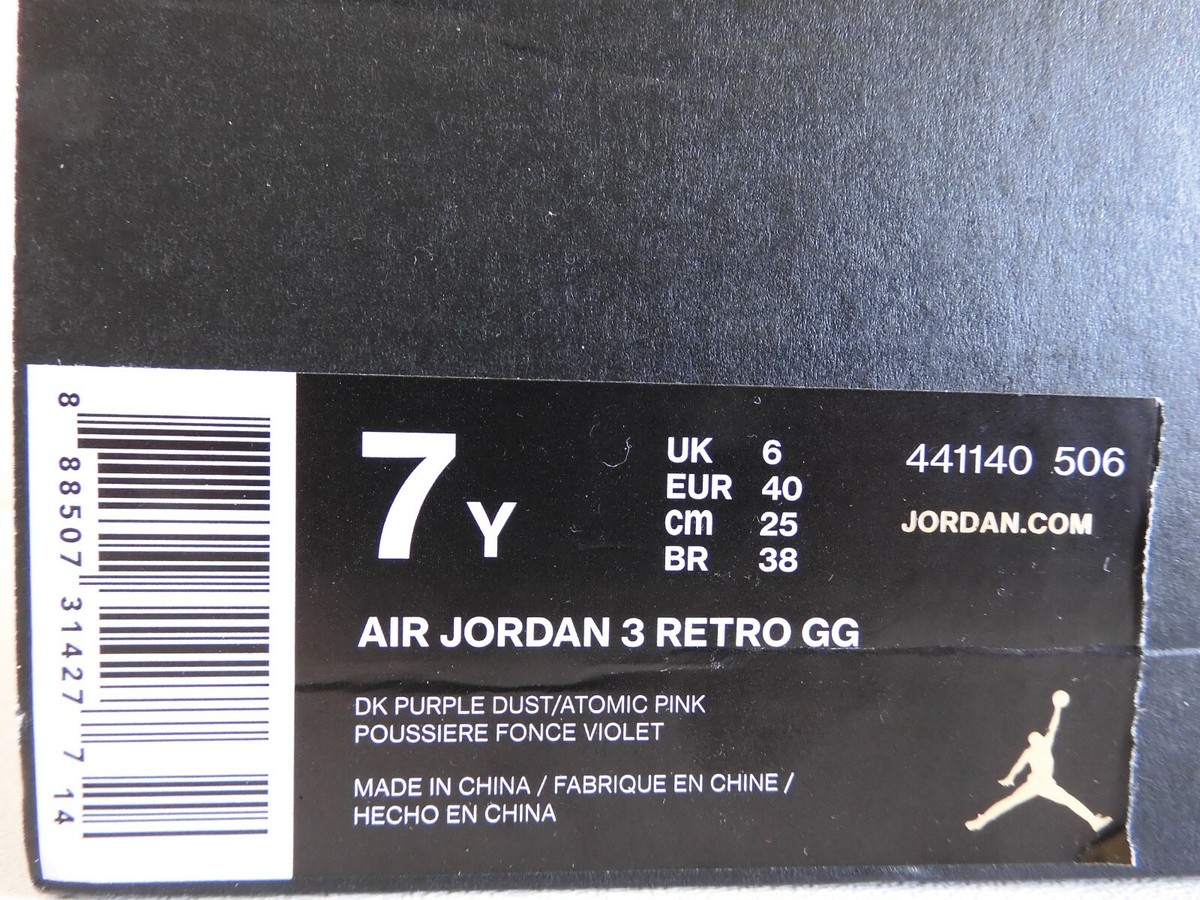 8 88507 31427 7 14
7 Y
UK 6
EUR 40
cm 25
BR 38
441140 506
JORDAN.COM
AIR JORDAN 3 RETRO GG
DK PURPLE DUST/ATOMIC PINK
POUSSIERE FONCE VIOLET
MADE IN CHINA / FABRIQUE EN CHINE /
HECHO EN CHINA